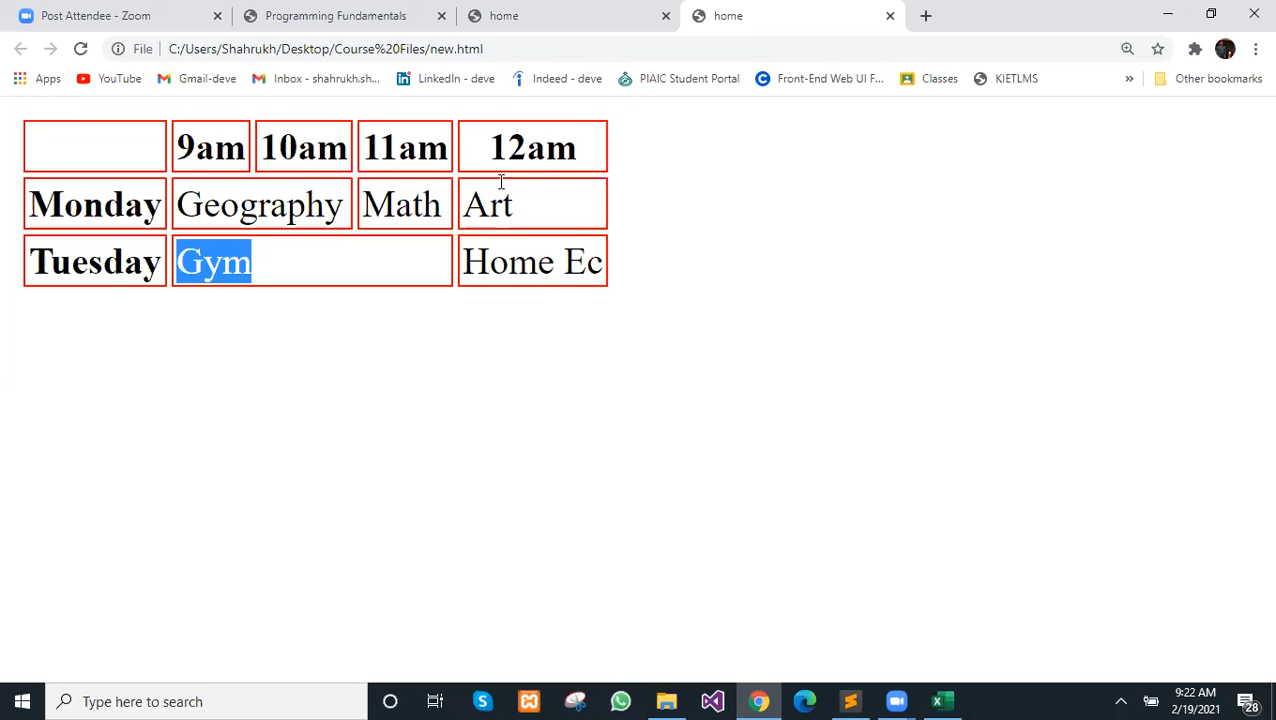 Post Attendee - Zoom
Programming Fundamentals
home
home
File
C:/Users/Shahrukh/Desktop/Course%20Files/new.html
Apps
YouTube
Gmail-deve
Inbox - shahrukh.sh...
LinkedIn - deve
Indeed - deve
PIAIC Student Portal
Front-End Web UI F...
Classes
KIETLMS
»
Other bookmarks
9am 10am 11am 12am
Monday Geography Math Art
Tuesday Gym Home Ec
Type here to search
9:22 AM
2/19/2021
28